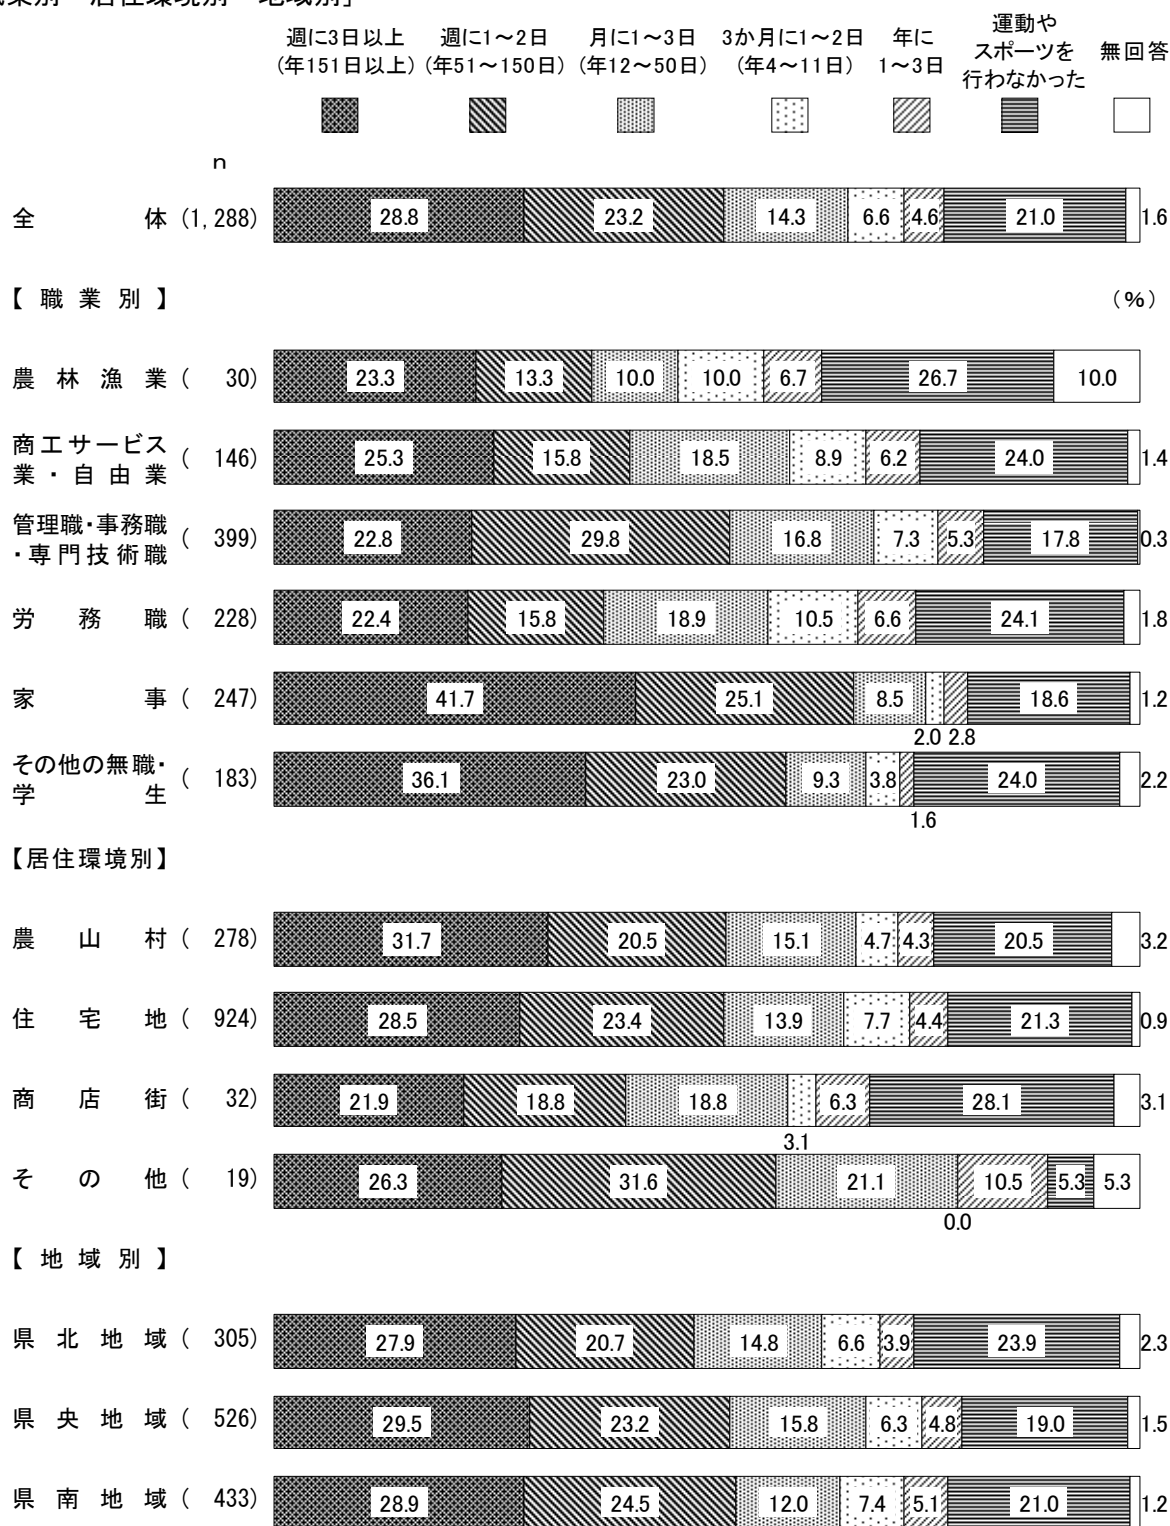 職業別 居住環境別 地域別」
週に3日以上 週に1～2日 月に1～3日 3か月に1～2日 年に 運動や 無回答
(年151日以上) (年51～150日) (年12～50日) (年4～11日) 1～3日 スポーツを
行わなかった
n
全体 (1,288) 28.8 23.2 14.3 6.6 4.6 21.0 1.6
【職業別】 (%)
農林漁業 ( 30) 23.3 13.3 10.0 10.0 6.7 26.7 10.0
商工サービス
業・自由業 ( 146) 25.3 15.8 18.5 8.9 6.2 24.0 1.4
管理職・事務職
・専門技術職 ( 399) 22.8 29.8 16.8 7.3 5.3 17.8 0.3
労務職 ( 228) 22.4 15.8 18.9 10.5 6.6 24.1 1.8
家事 ( 247) 41.7 25.1 8.5 2.0 2.8 18.6 1.2
その他の無職・
学生 ( 183) 36.1 23.0 9.3 3.8 1.6 24.0 2.2
【居住環境別】
農山村 ( 278) 31.7 20.5 15.1 4.7 4.3 20.5 3.2
住宅地 ( 924) 28.5 23.4 13.9 7.7 4.4 21.3 0.9
商店街 ( 32) 21.9 18.8 18.8 3.1 6.3 28.1 3.1
その他 ( 19) 26.3 31.6 21.1 0.0 10.5 5.3 5.3
【地域別】
県北地域 ( 305) 27.9 20.7 14.8 6.6 3.9 23.9 2.3
県央地域 ( 526) 29.5 23.2 15.8 6.3 4.8 19.0 1.5
県南地域 ( 433) 28.9 24.5 12.0 7.4 5.1 21.0 1.2